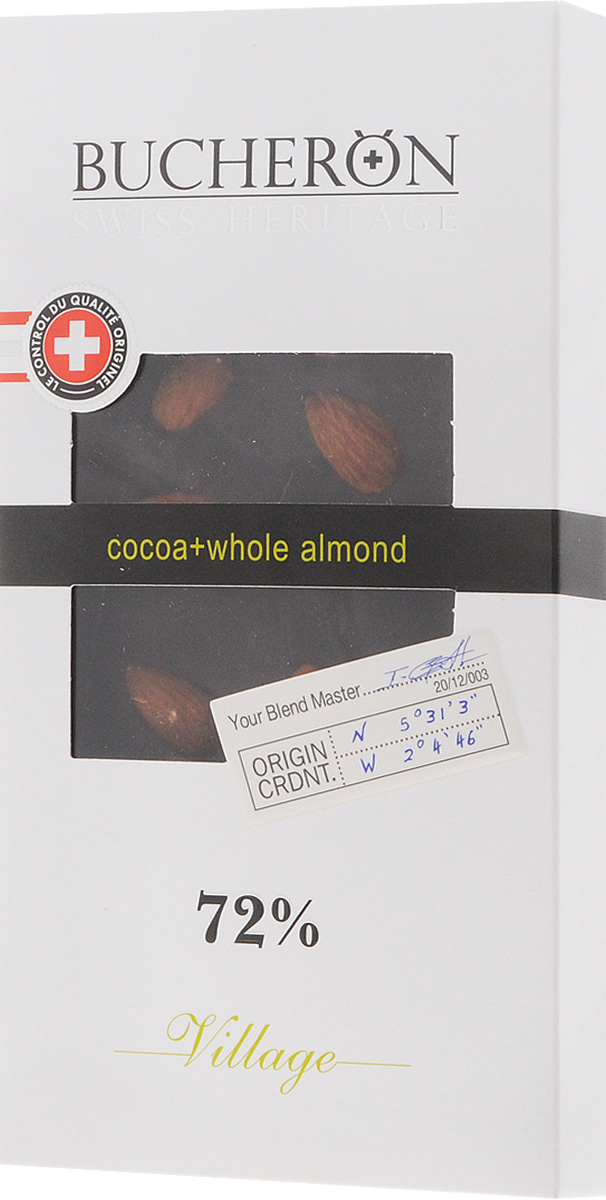 BUCHERÖN
SWISS HERITAGE
LE CONTROL DU QUALITÉ ORIGINEL
cocoa+whole almond
Your Blend Master
20/12/003
ORIGIN CRDNT.
N 5°31'3"
W 2°4'46"
72%
Village